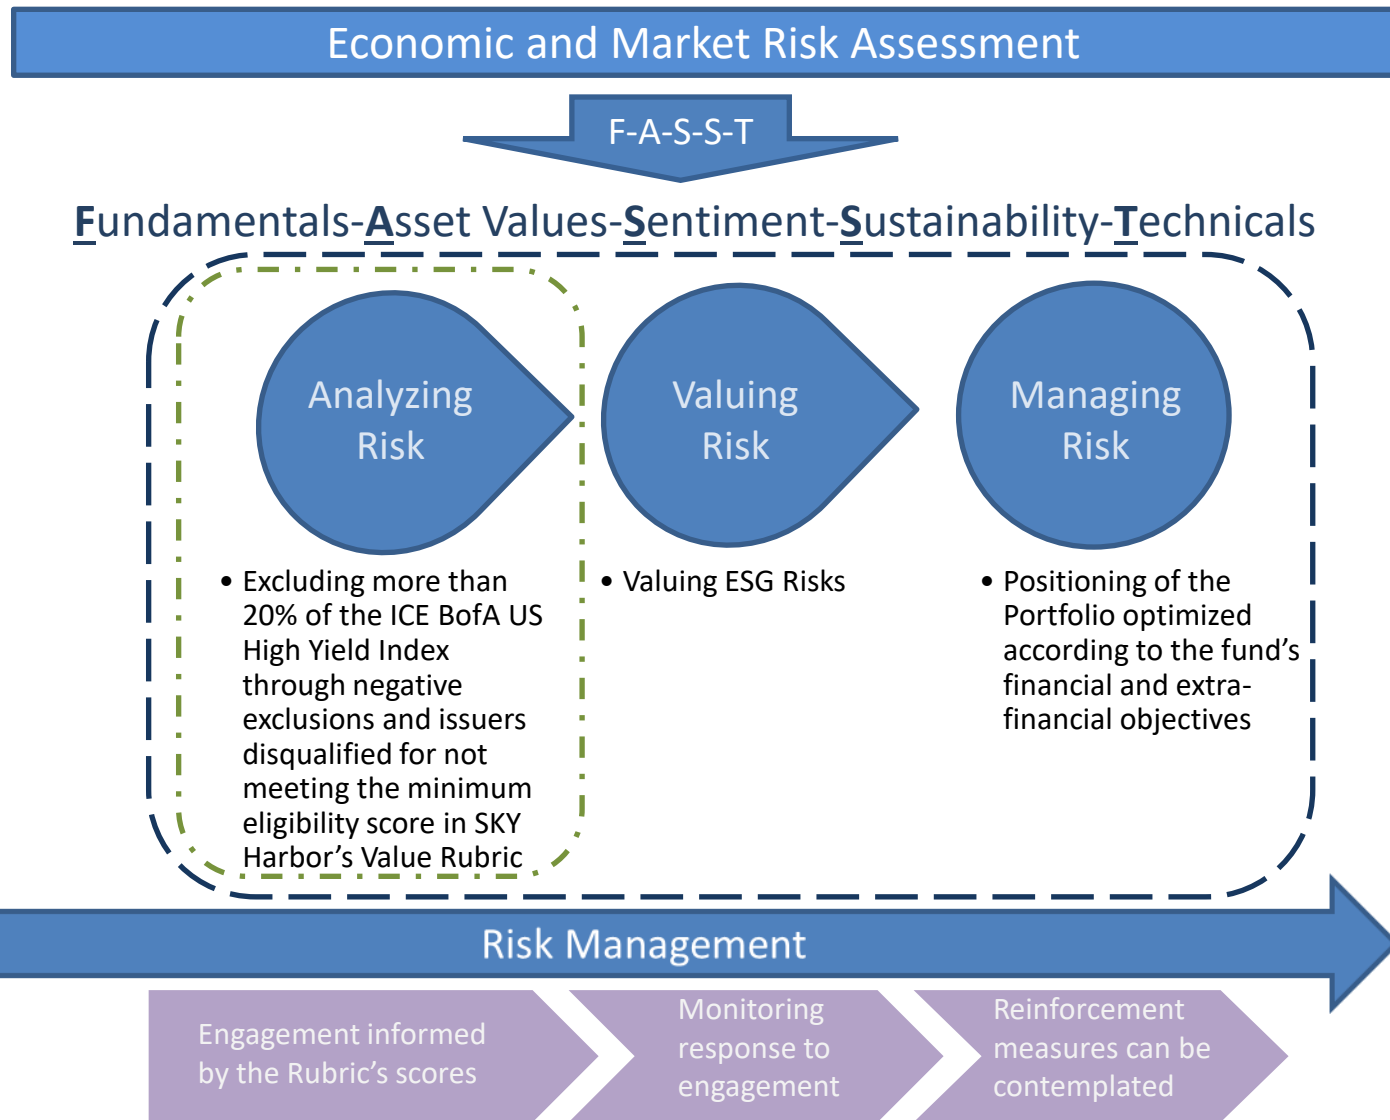 Economic and Market Risk Assessment
F-A-S-S-T
Fundamentals-Asset Values-Sentiment-Sustainability-Technicals
Analyzing
Risk
• Excluding more than
20% of the ICE BofA US
High Yield Index
through negative
exclusions and issuers
disqualified for not
meeting the minimum
eligibility score in SKY
Harbor’s Value Rubric
Valuing
Risk
• Valuing ESG Risks
Managing
Risk
• Positioning of the
Portfolio optimized
according to the fund’s
financial and extra-
financial objectives
Risk Management
Engagement informed
by the Rubric’s scores
Monitoring
response to
engagement
Reinforcement
measures can be
contemplated